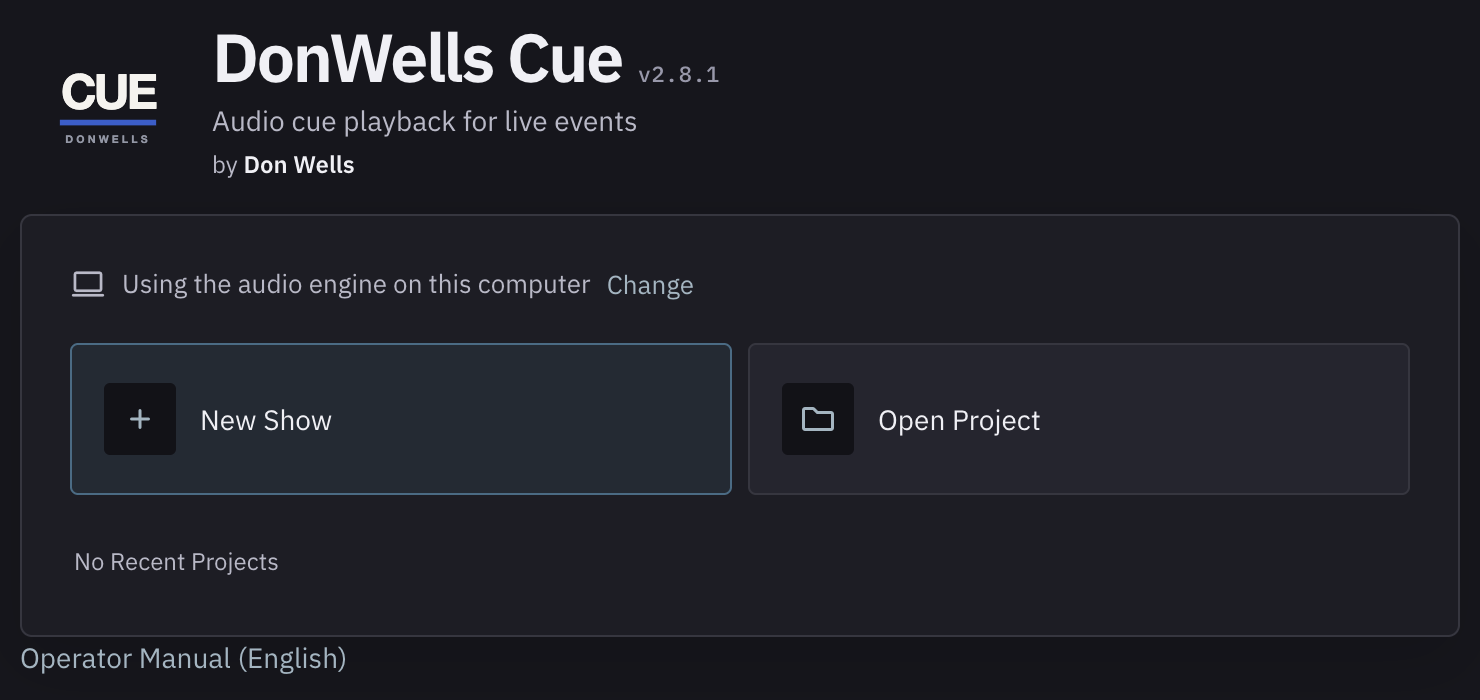 CUE
DONWELLS
DonWells Cue v2.8.1
Audio cue playback for live events
by Don Wells
Using the audio engine on this computer Change
New Show
Open Project
No Recent Projects
Operator Manual (English)